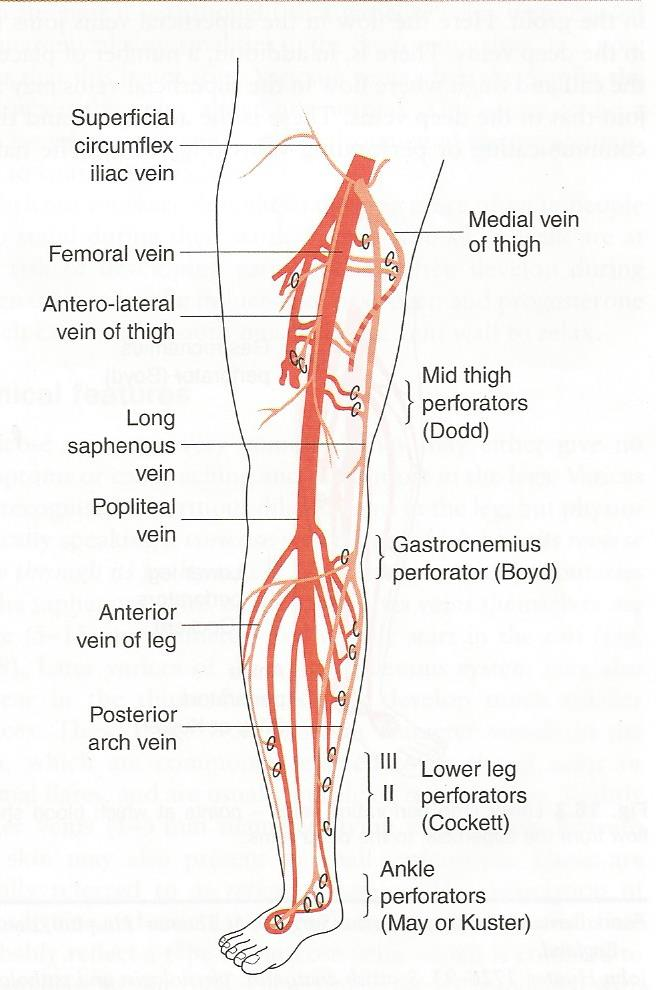 Superficial
circumflex
iliac vein
Medial vein
of thigh
Femoral vein
Antero-lateral
vein of thigh
Mid thigh
perforators
(Dodd)
Long
saphenous
vein
Popliteal
vein
Gastrocnemius
perforator (Boyd)
Anterior
vein of leg
Posterior
arch vein
III
II
I
Lower leg
perforators
(Cockett)
Ankle
perforators
(May or Kuster)